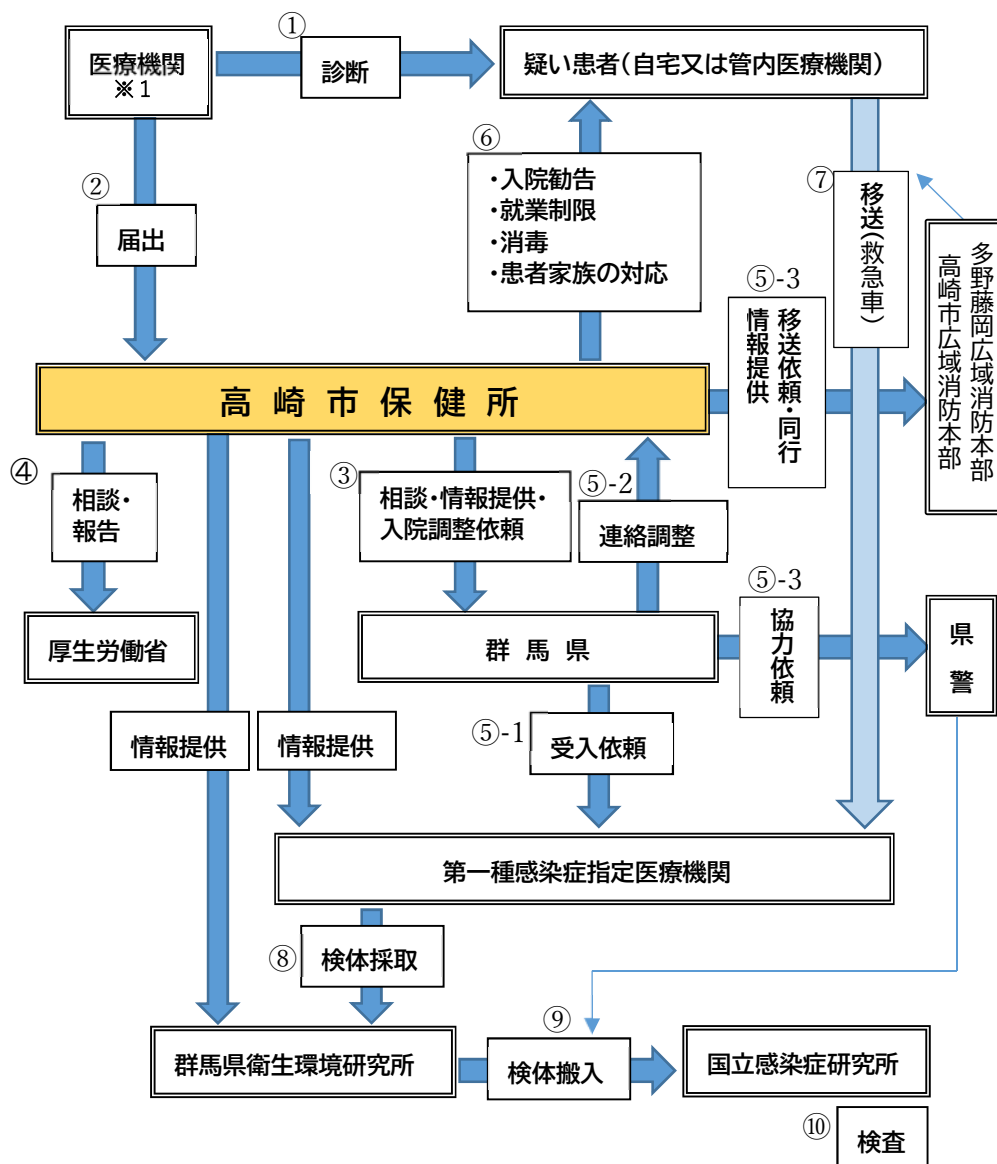 ①
医療機関
※１
診断
疑い患者（自宅又は管内医療機関）
②
届出
⑥
・入院勧告
・就業制限
・消毒
・患者家族の対応
⑦
移送（救急車）
多野藤岡広域消防本部
高崎市広域消防本部
⑤-3
移送依頼・同行
情報提供
高崎市保健所
④
相談・
報告
③
相談・情報提供・
入院調整依頼
⑤-2
連絡調整
⑤-3
協力依頼
厚生労働省
群馬県
県警
情報提供
情報提供
⑤-1
受入依頼
第一種感染症指定医療機関
⑧
検体採取
⑨
群馬県衛生環境研究所
検体搬入
国立感染症研究所
⑩
検査